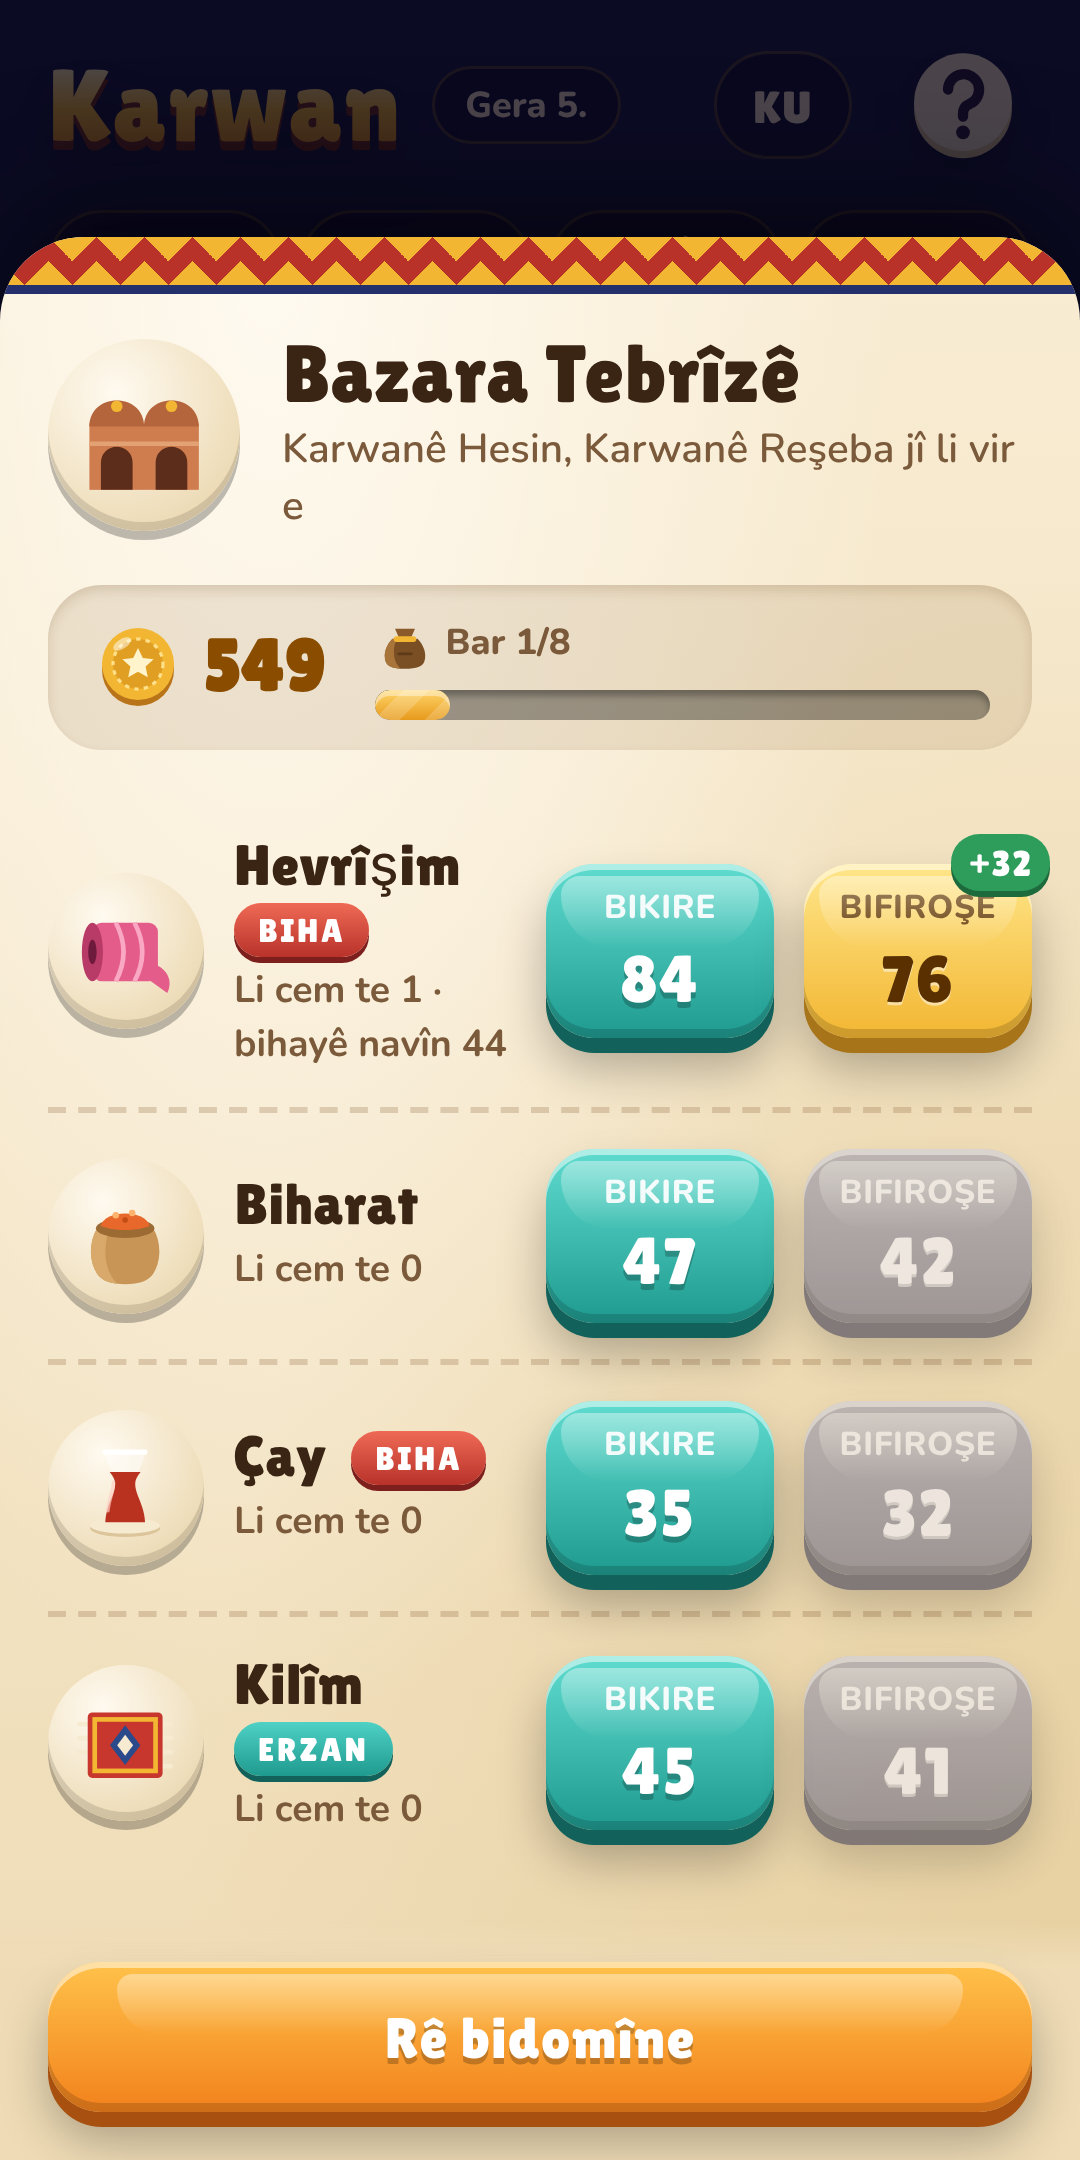 Karwan
Gera 5.
KU
?
Bazara Tebrîzê
Karwanê Hesin, Karwanê Reşeba jî li vir
e
549
Bar 1/8
Hevrîşim
BIHA
Li cem te 1 ·
bihayê navîn 44
BIKIRE
84
+32
BIFIROŞE
76
Biharat
Li cem te 0
BIKIRE
47
BIFIROŞE
42
Çay
BIHA
Li cem te 0
BIKIRE
35
BIFIROŞE
32
Kilîm
ERZAN
Li cem te 0
BIKIRE
45
BIFIROŞE
41
Rê bidomîne